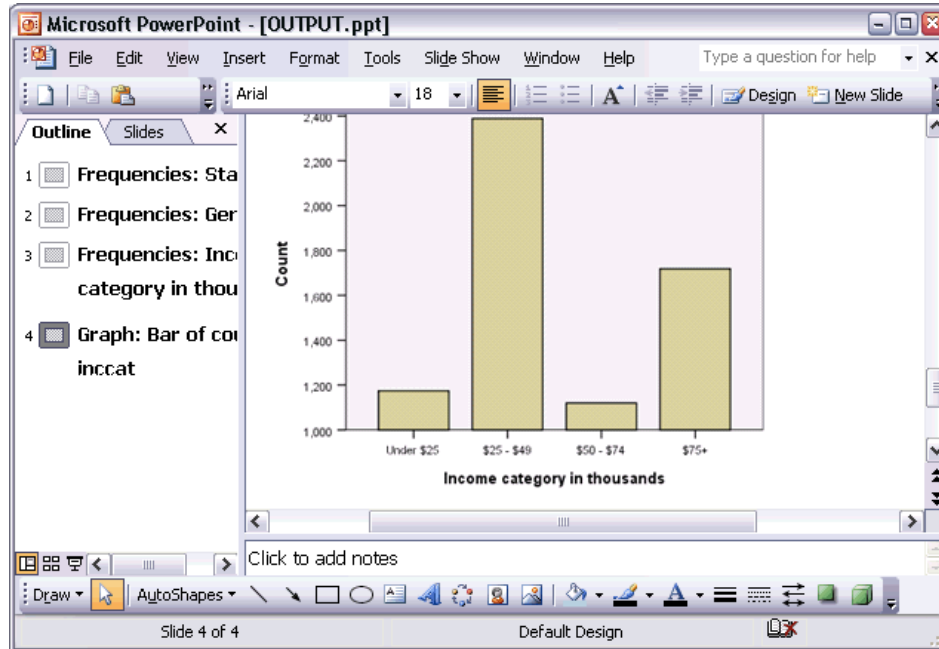 Microsoft PowerPoint - [OUTPUT.ppt]
File Edit View Insert Format Tools Slide Show Window Help Type a question for help
Arial 18 A Design New Slide
Outline Slides
1 Frequencies: Sta
2 Frequencies: Ger
3 Frequencies: Inc
category in thou
4 Graph: Bar of cou
inccat
2,400
2,200
2,000
1,800
1,600
1,400
1,200
1,000
Count
Under $25 $25 - $49 $50 - $74 $75+
Income category in thousands
Click to add notes
Draw AutoShapes A
Slide 4 of 4 Default Design